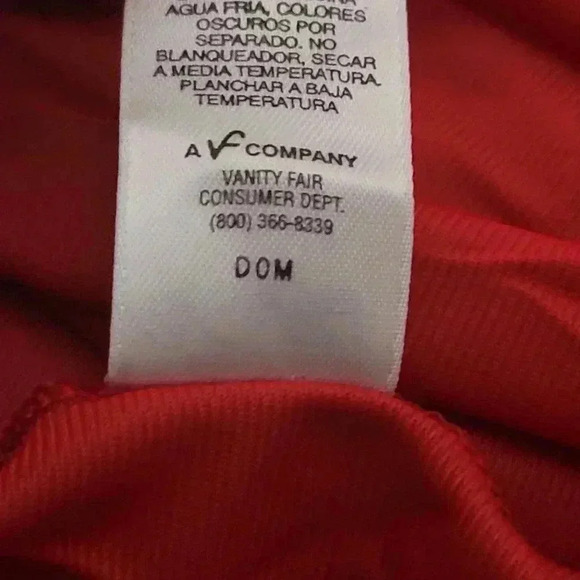 AGUA FRIA, COLORES
OSCUROS POR
SEPARADO. NO
BLANQUEADOR, SECAR
A MEDIA TEMPERATURA.
PLANCHAR A BAJA
TEMPERATURA
A VF COMPANY
VANITY FAIR
CONSUMER DEPT.
(800) 366-8339
DOM